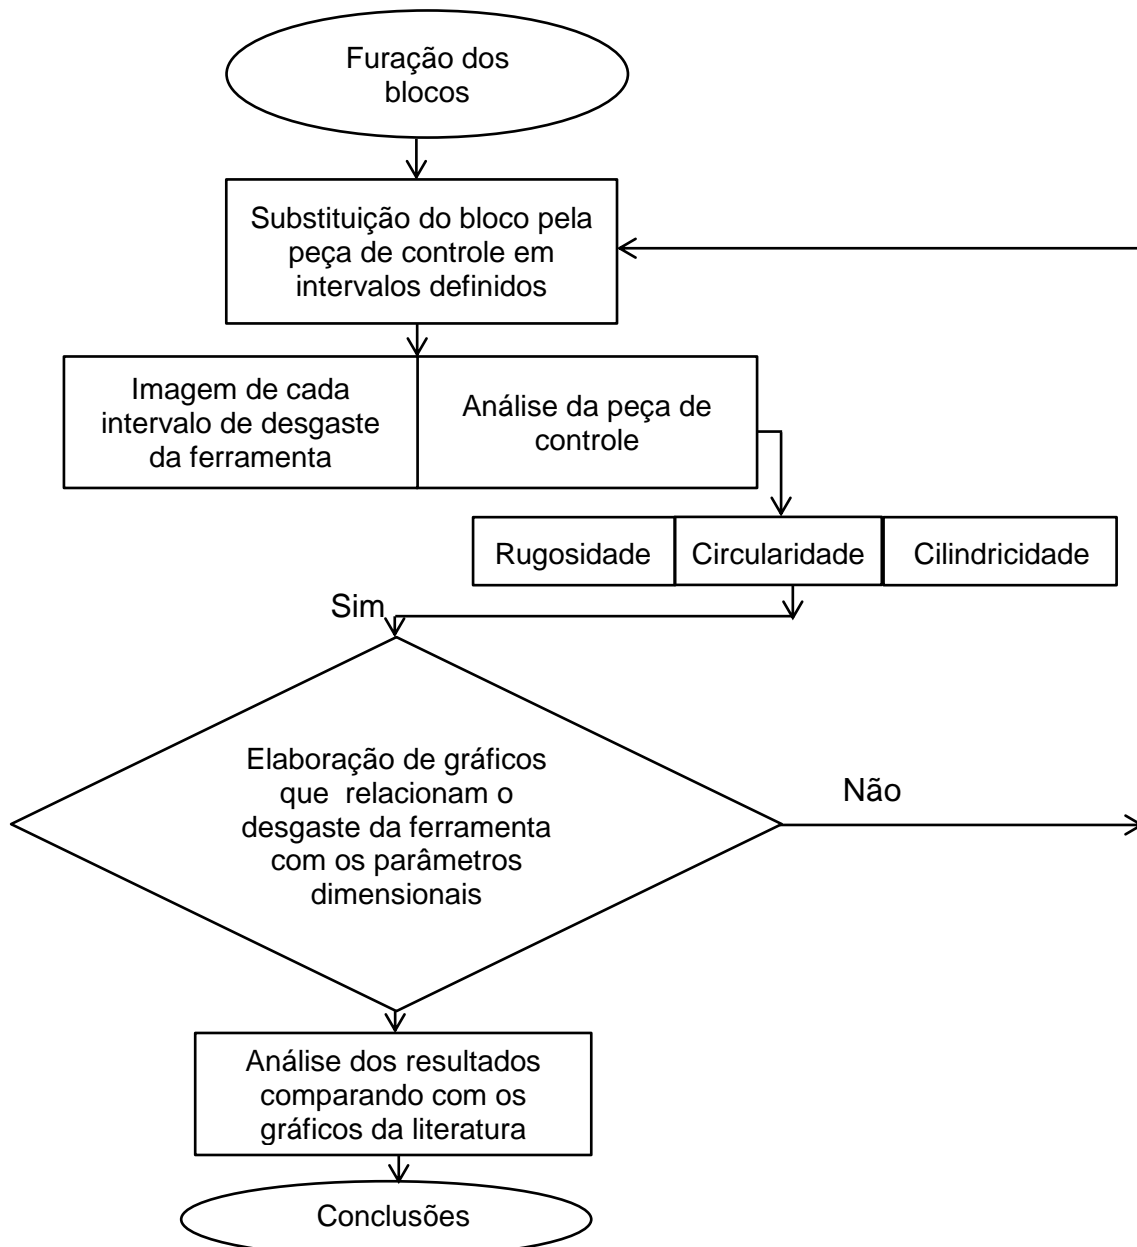 Furação dos
blocos
Substituição do bloco pela
peça de controle em
intervalos definidos
Imagem de cada
intervalo de desgaste
da ferramenta
Análise da peça de
controle
Rugosidade
Circularidade
Cilindricidade
Sim
Elaboração de gráficos
que relacionam o
desgaste da ferramenta
com os parâmetros
dimensionais
Não
Análise dos resultados
comparando com os
gráficos da literatura
Conclusões